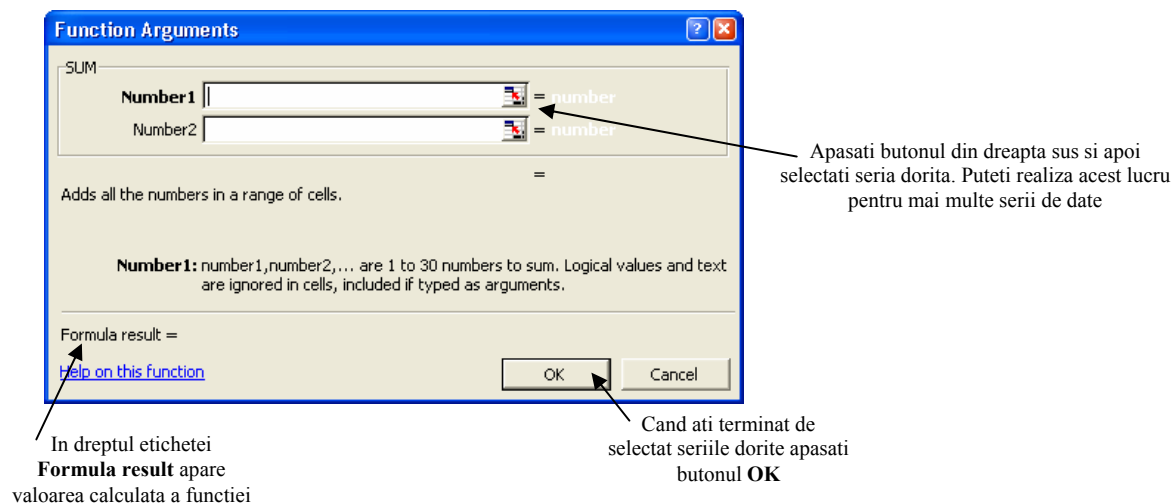 Function Arguments
SUM
Number1 = number
Number2 = number
=
Adds all the numbers in a range of cells.
Number1: number1,number2,... are 1 to 30 numbers to sum. Logical values and text
are ignored in cells, included if typed as arguments.
Formula result =
Help on this function
OK
Cancel
Apasati butonul din dreapta sus si apoi
selectati seria dorita. Puteti realiza acest lucru
pentru mai multe serii de date
In dreptul etichetei
Formula result apare
valoarea calculata a functiei
Cand ati terminat de
selectat seriile dorite apasati
butonul OK